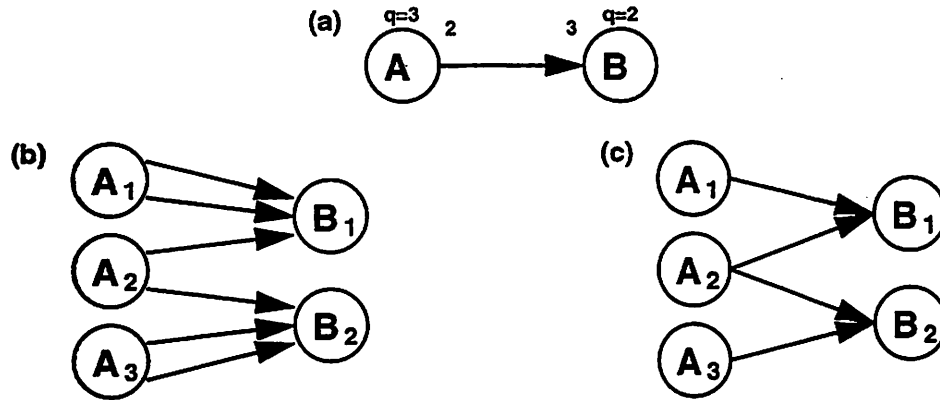 (a) q=3 2 3 q=2
A B
(b) (c)
A1 A1
B1 B1
A2 A2
B2 B2
A3 A3